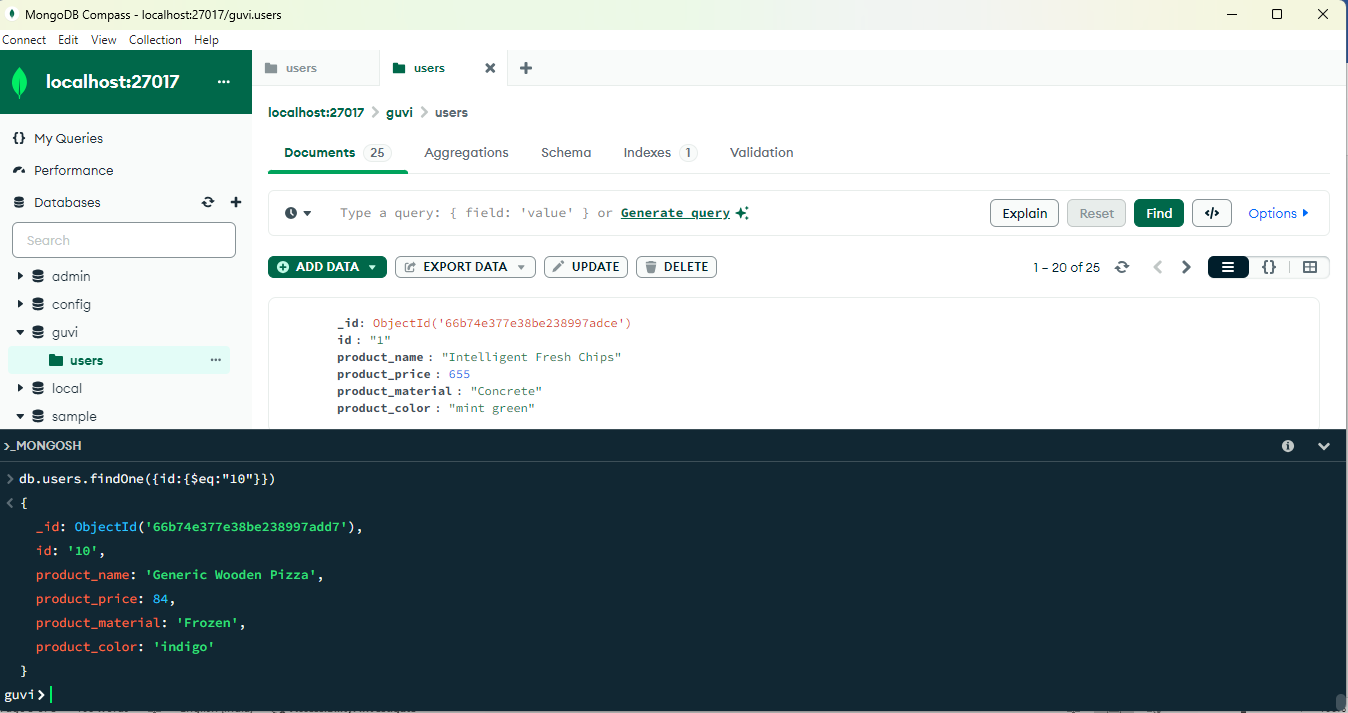 MongoDB Compass - localhost:27017/guvi.users
Connect Edit View Collection Help
localhost:27017 ...
users
users
localhost:27017 > guvi > users
{} My Queries
Performance
Databases
Search
admin
config
guvi
users ...
local
sample
Documents 25 Aggregations Schema Indexes 1 Validation
Type a query: { field: 'value' } or Generate query
Explain Reset Find </> Options
ADD DATA EXPORT DATA UPDATE DELETE 1 – 20 of 25 {}
_id: ObjectId('66b74e377e38be238997adce')
id : "1"
product_name : "Intelligent Fresh Chips"
product_price : 655
product_material : "Concrete"
product_color : "mint green"
>_MONGOSH
> db.users.findOne({id:{$eq:"10"}})
< {
_id: ObjectId('66b74e377e38be238997add7'),
id: '10',
product_name: 'Generic Wooden Pizza',
product_price: 84,
product_material: 'Frozen',
product_color: 'indigo'
}
guvi>